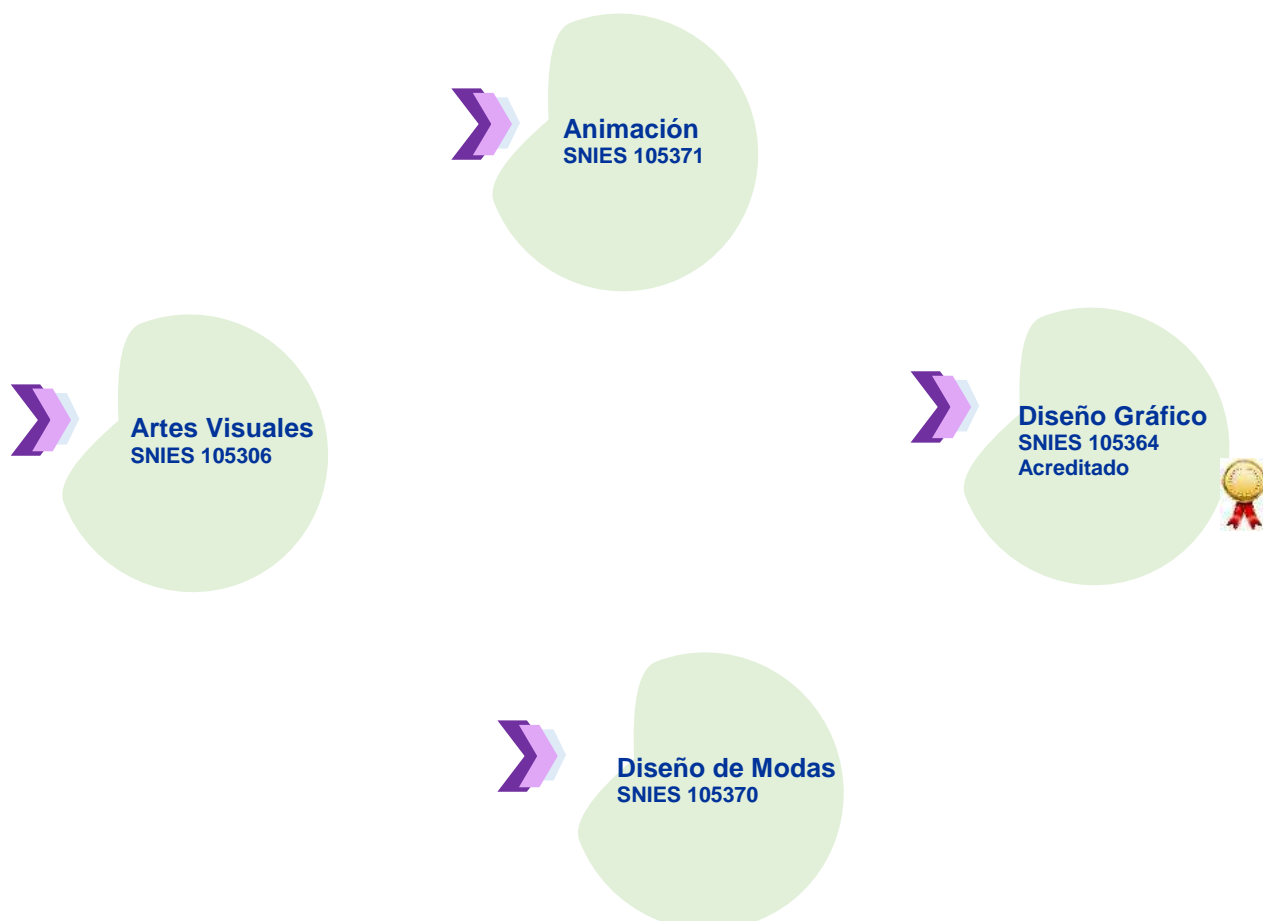 Animación
SNIES 105371
Artes Visuales
SNIES 105306
Diseño Gráfico
SNIES 105364
Acreditado
Diseño de Modas
SNIES 105370